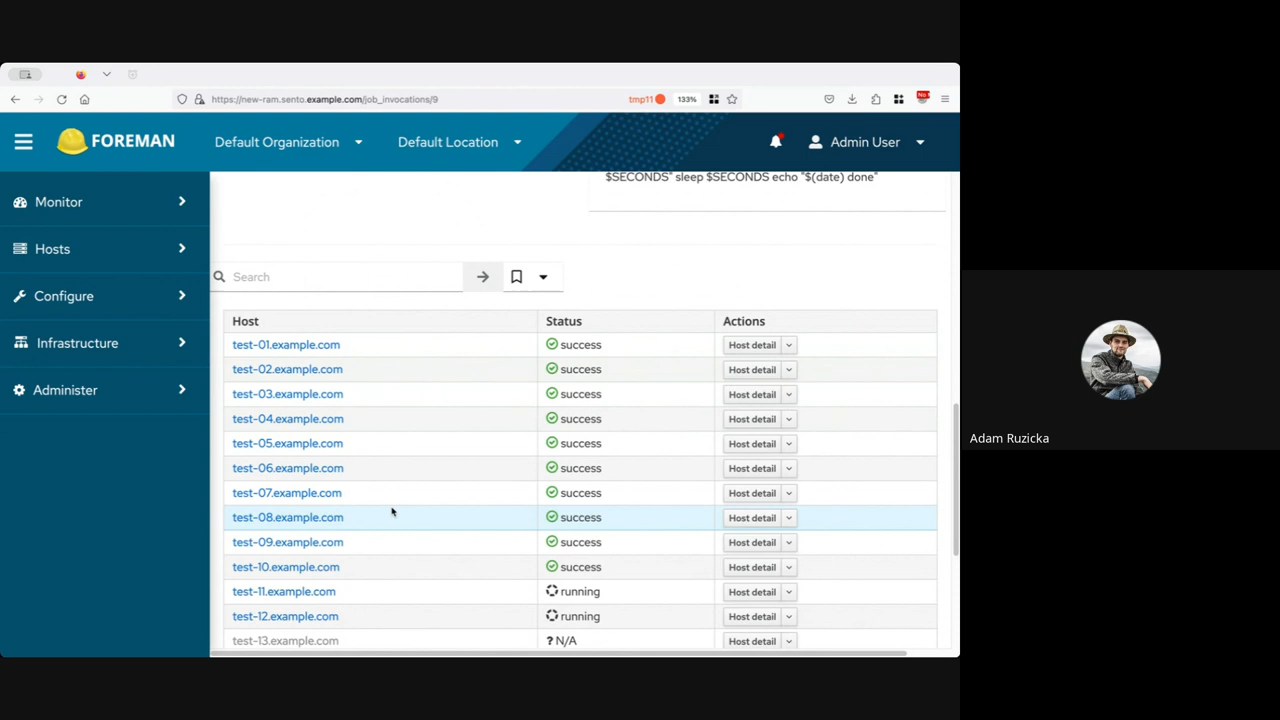 https://new-ram.sento.example.com/job_invocations/9
tmp11
133%
No
FOREMAN
Default Organization
Default Location
Admin User
Monitor
Hosts
Configure
Infrastructure
Administer
$SECONDS" sleep $SECONDS echo "$(date) done"
Search
Host Status Actions
test-01.example.com success Host detail
test-02.example.com success Host detail
test-03.example.com success Host detail
test-04.example.com success Host detail
test-05.example.com success Host detail
test-06.example.com success Host detail
test-07.example.com success Host detail
test-08.example.com success Host detail
test-09.example.com success Host detail
test-10.example.com success Host detail
test-11.example.com running Host detail
test-12.example.com running Host detail
test-13.example.com ? N/A Host detail
Adam Ruzicka